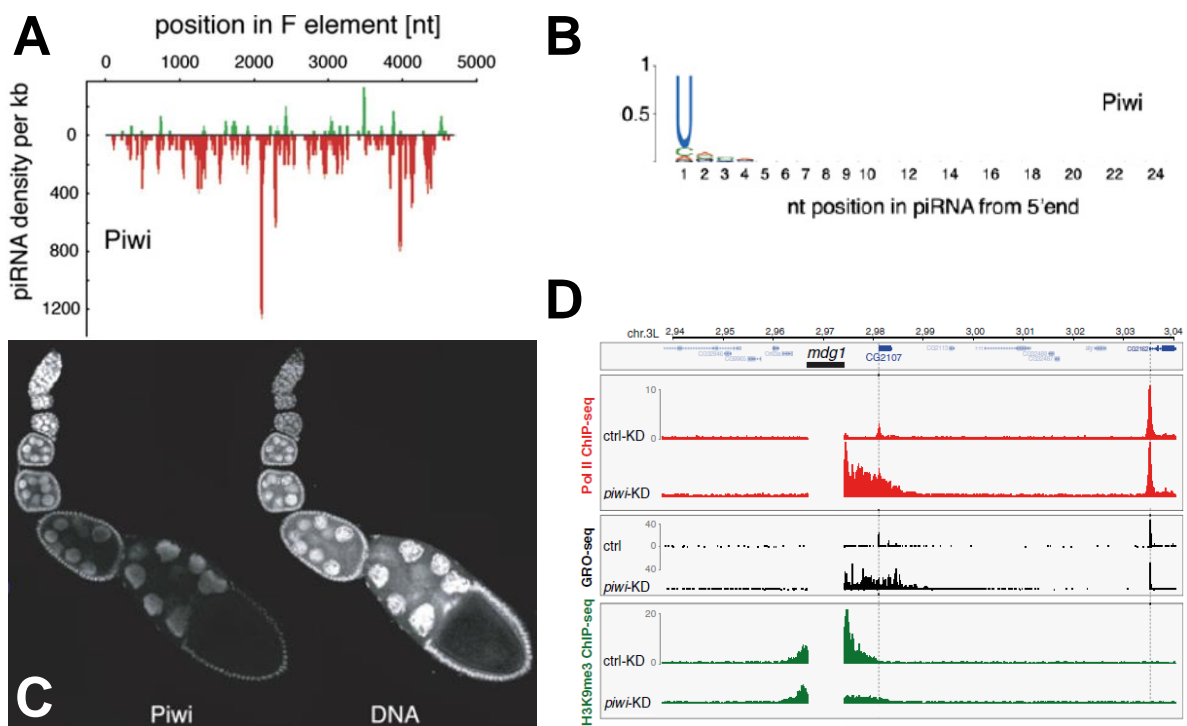 A
position in F element [nt]
0 1000 2000 3000 4000 5000
piRNA density per kb
0
400
800
1200
Piwi
B
1
0.5
U
C
Piwi
1 2 3 4 5 6 7 8 9 10 12 14 16 18 20 22 24
nt position in piRNA from 5'end
C
Piwi DNA
D
chr.3L 2,94 2,95 2,96 2,97 2,98 2,99 3,00 3,01 3,02 3,03 3,04
mdg1
CG2107
CG2162
Pol II ChIP-seq
10
ctrl-KD
0
piwi-KD
GRO-seq
40
ctrl
0
40
piwi-KD
H3K9me3 ChIP-seq
20
ctrl-KD
0
piwi-KD